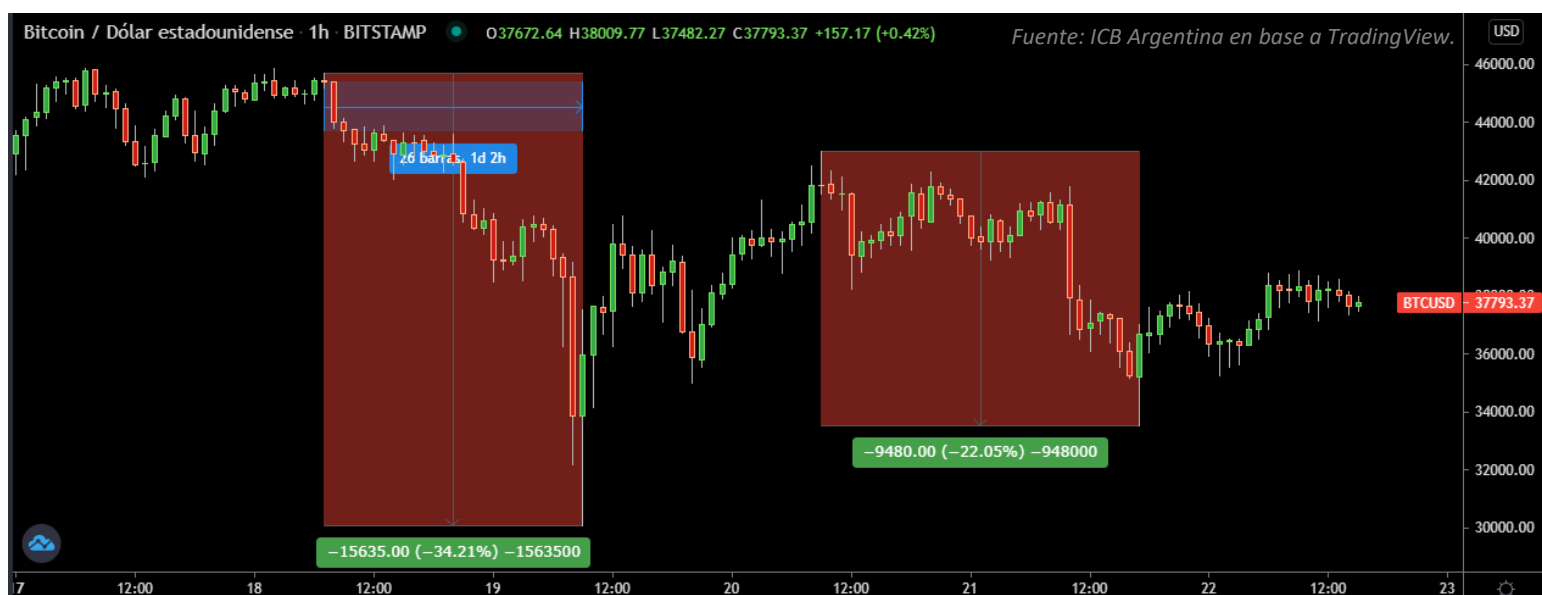 Bitcoin / Dólar estadounidense · 1h · BITSTAMP O37672.64 H38009.77 L37482.27 C37793.37 +157.17 (+0.42%)
Fuente: ICB Argentina en base a TradingView.
USD
46000.00
44000.00
26 barras, 1d 2h
42000.00
40000.00
BTCUSD 37793.37
36000.00
34000.00
−9480.00 (−22.05%) −948000
32000.00
30000.00
−15635.00 (−34.21%) −1563500
17 12:00 18 12:00 19 12:00 20 12:00 21 12:00 22 12:00 23